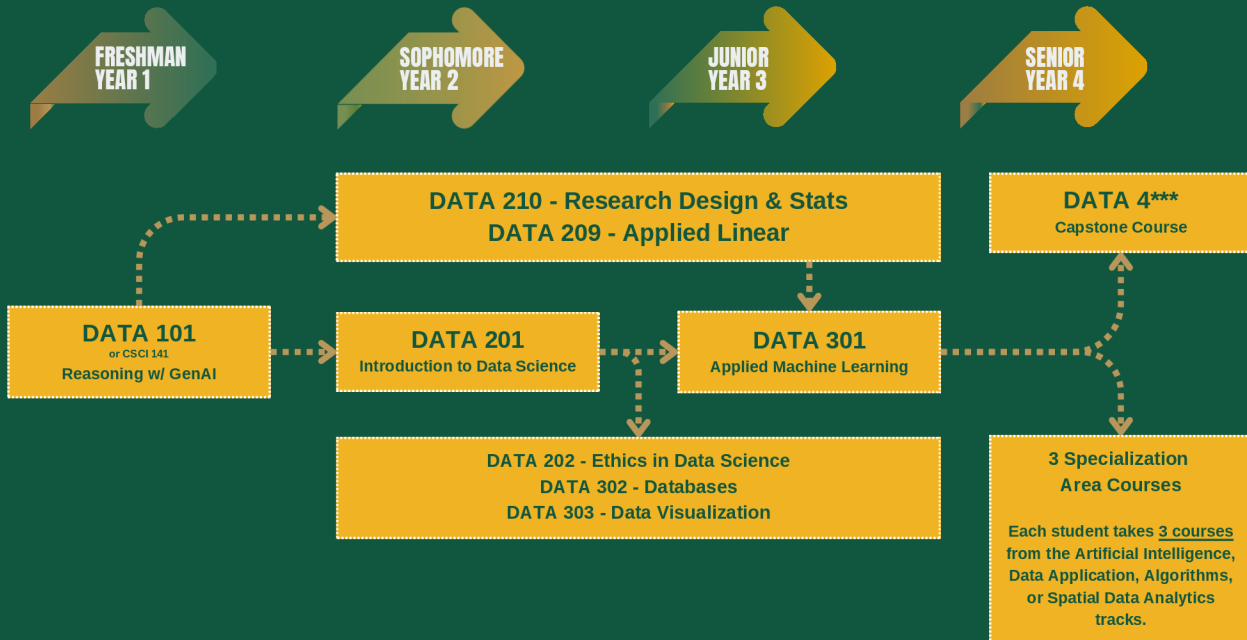 FRESHMAN
YEAR 1
SOPHOMORE
YEAR 2
JUNIOR
YEAR 3
SENIOR
YEAR 4
DATA 210 - Research Design & Stats
DATA 209 - Applied Linear
DATA 4***
Capstone Course
DATA 101
or CSCI 141
Reasoning w/ GenAI
DATA 201
Introduction to Data Science
DATA 301
Applied Machine Learning
DATA 202 - Ethics in Data Science
DATA 302 - Databases
DATA 303 - Data Visualization
3 Specialization
Area Courses
Each student takes 3 courses
from the Artificial Intelligence,
Data Application, Algorithms,
or Spatial Data Analytics
tracks.